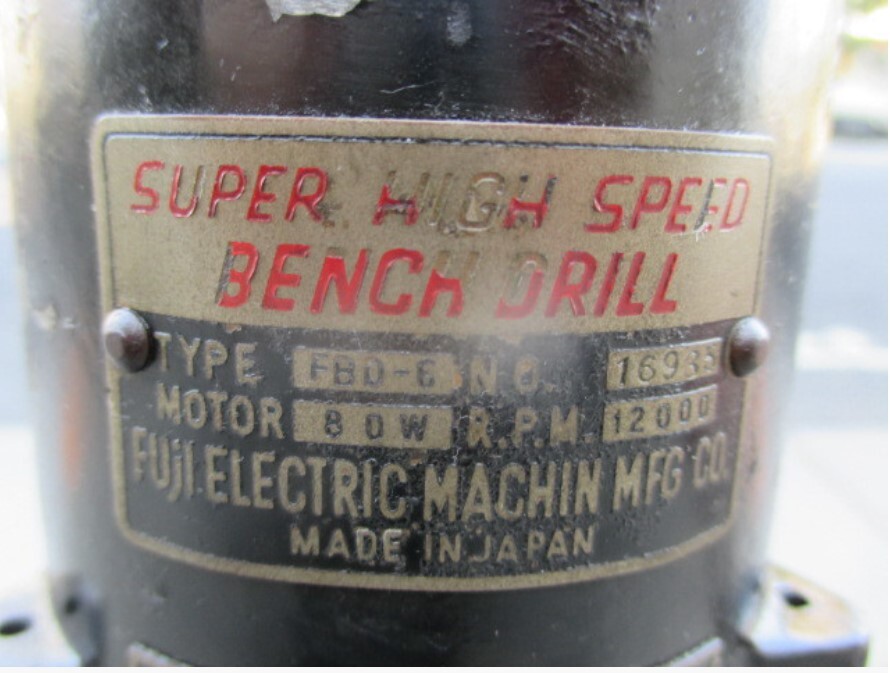 SUPER HIGH SPEED
BENCH DRILL
TYPE FBD-6 NO. 16935
MOTOR 80W R.P.M. 12000
FUJI ELECTRIC MACHIN MFG CO.
MADE IN JAPAN